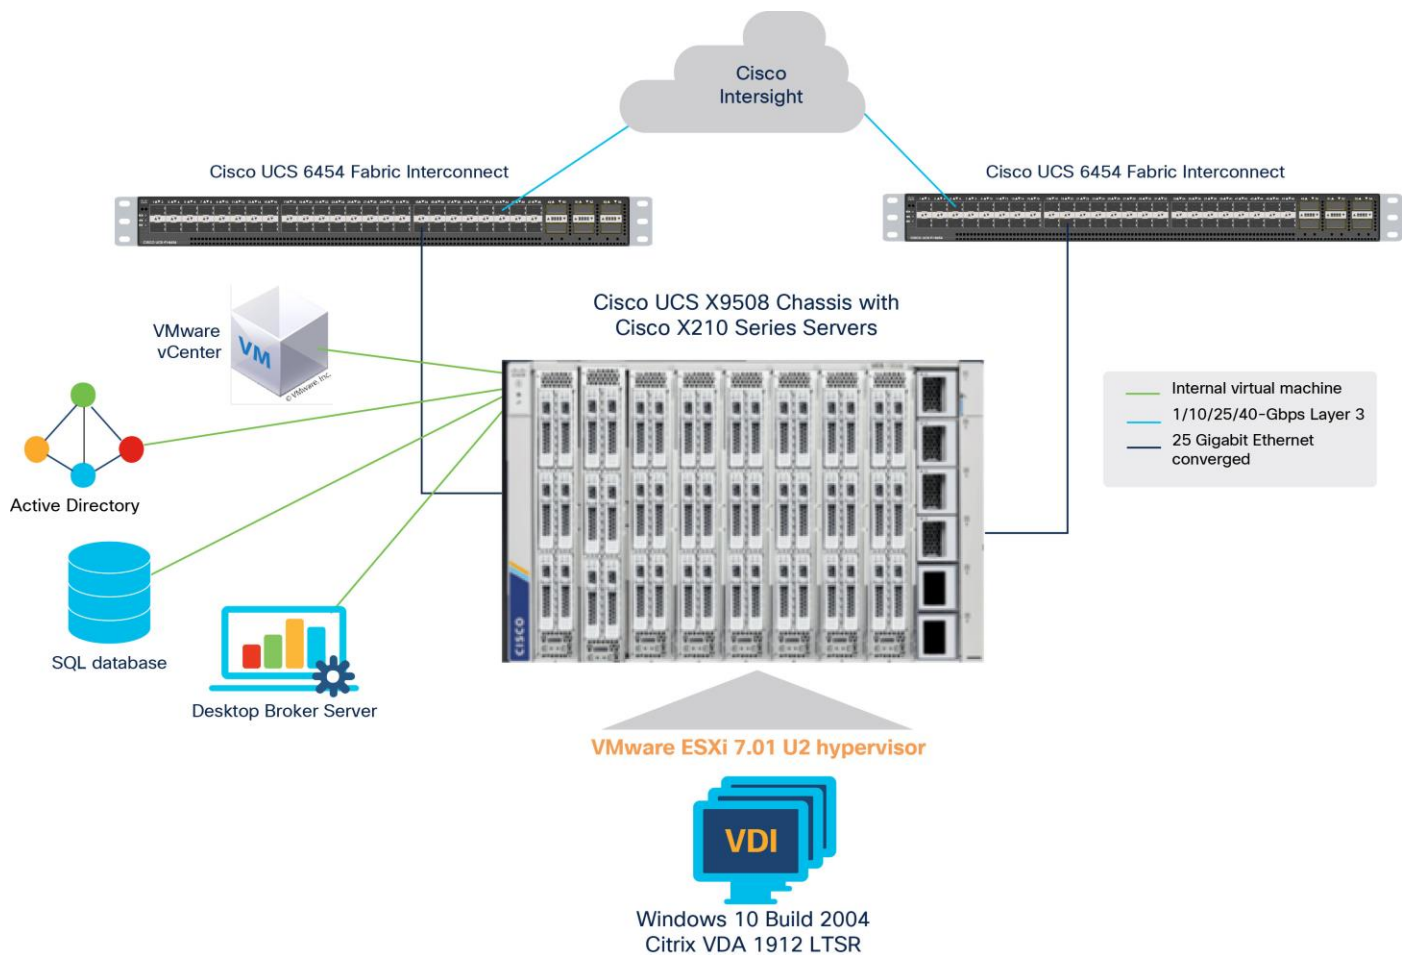 Cisco
Intersight
Cisco UCS 6454 Fabric Interconnect
Cisco UCS 6454 Fabric Interconnect
Cisco UCS X9508 Chassis with
Cisco X210 Series Servers
VMware
vCenter
VM
© VMware, Inc.
Internal virtual machine
1/10/25/40-Gbps Layer 3
25 Gigabit Ethernet
converged
Active Directory
SQL database
Desktop Broker Server
CISCO
VMware ESXi 7.01 U2 hypervisor
VDI
Windows 10 Build 2004
Citrix VDA 1912 LTSR